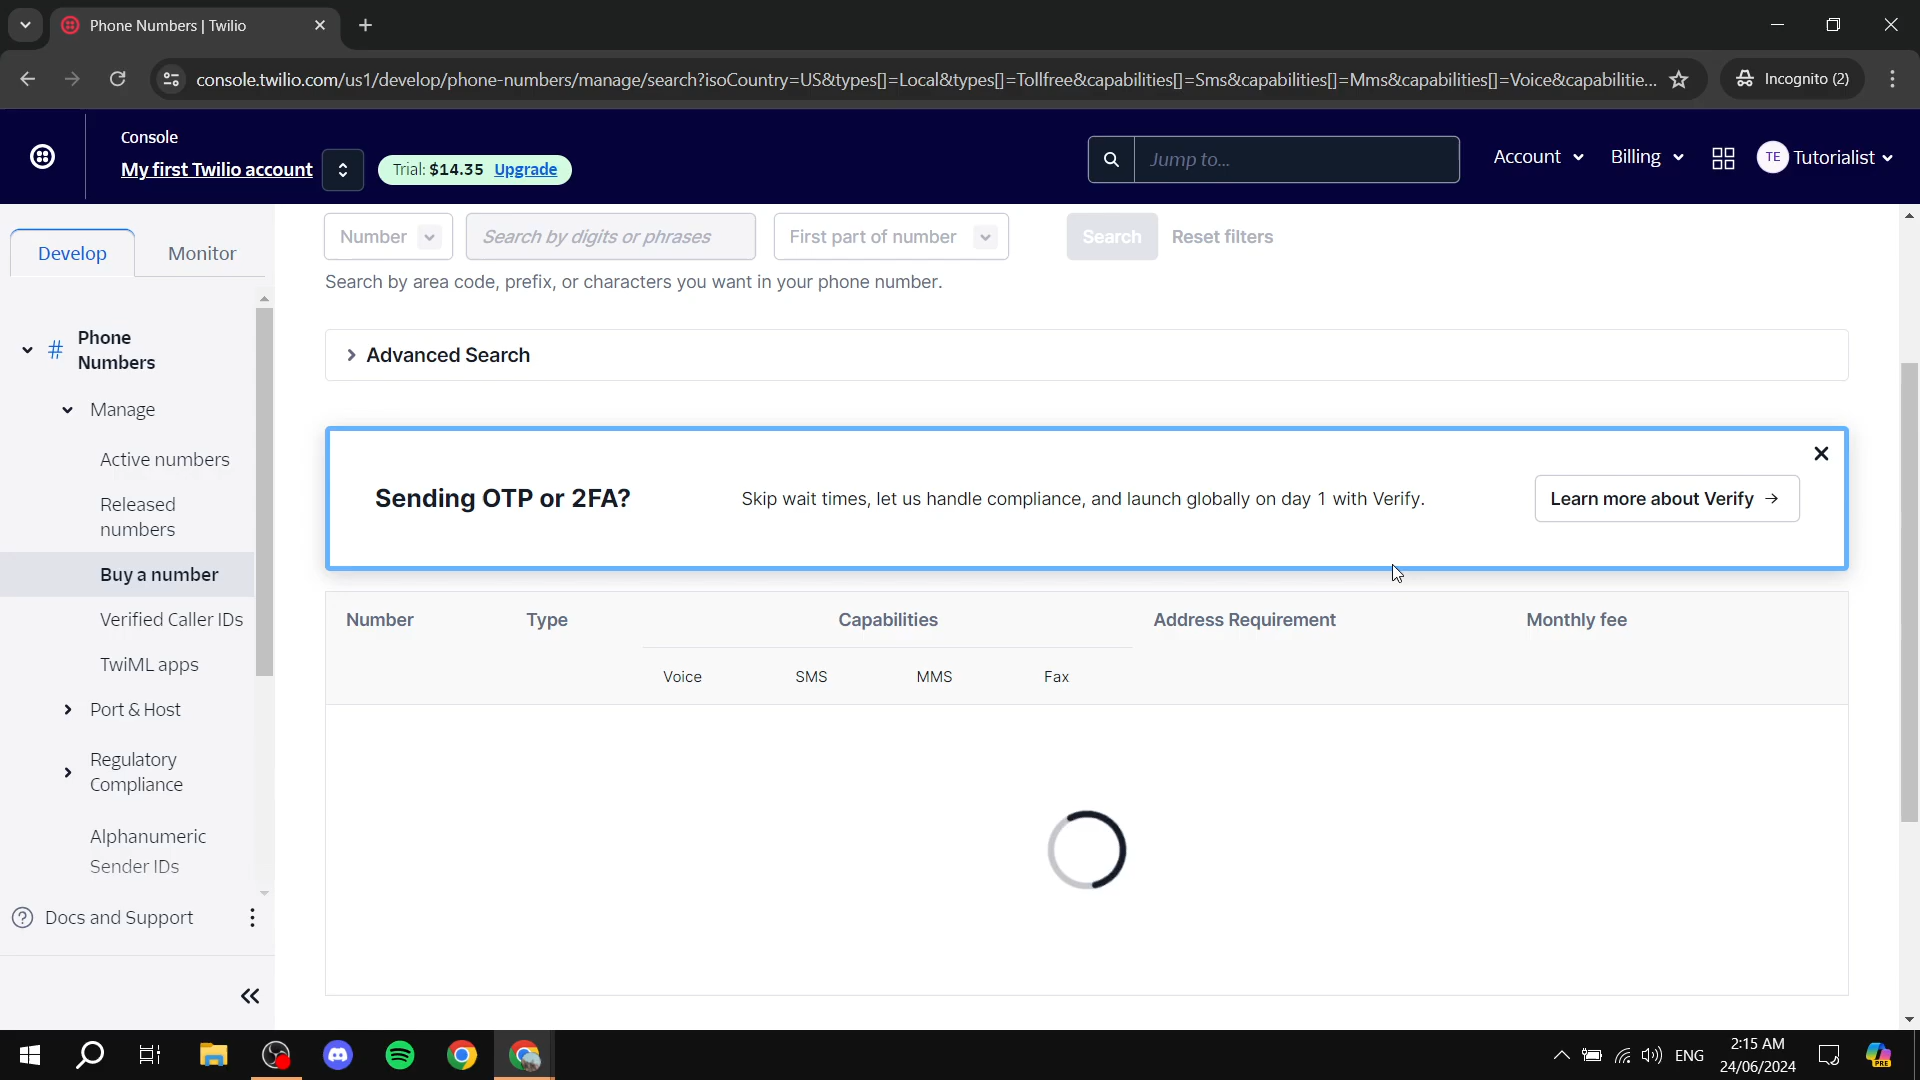 Phone Numbers | Twilio
console.twilio.com/us1/develop/phone-numbers/manage/search?isoCountry=US&types[]=Local&types[]=Tollfree&capabilities[]=Sms&capabilities[]=Mms&capabilities[]=Voice&capabilitie...
Incognito (2)
Console
My first Twilio account
Trial: $14.35 Upgrade
Jump to...
Account
Billing
TE
Tutorialist
Develop
Monitor
Phone
Numbers
Manage
Active numbers
Released
numbers
Buy a number
Verified Caller IDs
TwiML apps
Port & Host
Regulatory
Compliance
Alphanumeric
Sender IDs
Docs and Support
Number
Search by digits or phrases
First part of number
Search
Reset filters
Search by area code, prefix, or characters you want in your phone number.
Advanced Search
Sending OTP or 2FA?
Skip wait times, let us handle compliance, and launch globally on day 1 with Verify.
Learn more about Verify →
Number
Type
Capabilities
Address Requirement
Monthly fee
Voice
SMS
MMS
Fax
ENG
2:15 AM
24/06/2024
PRE